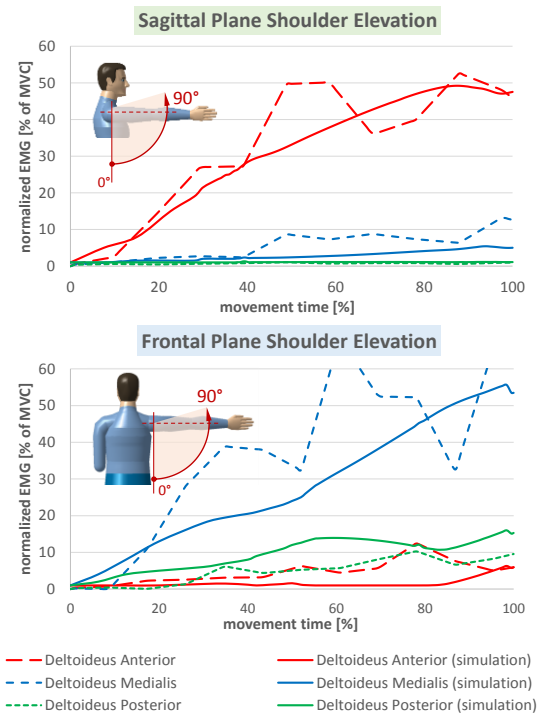 Sagittal Plane Shoulder Elevation
normalized EMG [% of MVC]
60
50
40
30
20
10
0
90°
0°
0
20
40
60
80
100
movement time [%]
Frontal Plane Shoulder Elevation
normalized EMG [% of MVC]
60
50
40
30
20
10
0
90°
0°
0
20
40
60
80
100
movement time [%]
Deltoideus Anterior
Deltoideus Anterior (simulation)
Deltoideus Medialis
Deltoideus Medialis (simulation)
Deltoideus Posterior
Deltoideus Posterior (simulation)